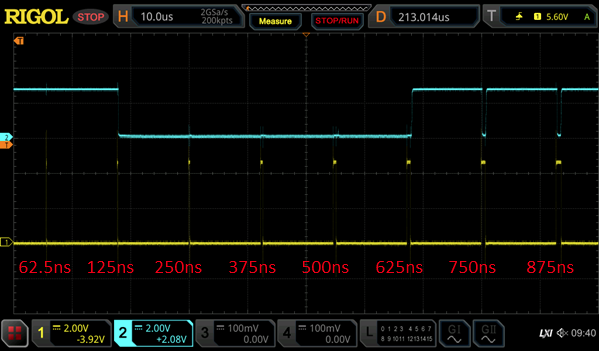 RIGOL STOP H 10.0us 2GSa/s 200kpts Measure STOP/RUN D 213.014us T 1 5.60V A
T
2
T
1
62.5ns 125ns 250ns 375ns 500ns 625ns 750ns 875ns
1 2.00V -3.92V 2 2.00V +2.08V 3 100mV 0.00V 4 100mV 0.00V L 0 1 2 3 4 5 6 7 8 9 10 11 12 13 14 15 GI GII LXI 09:40